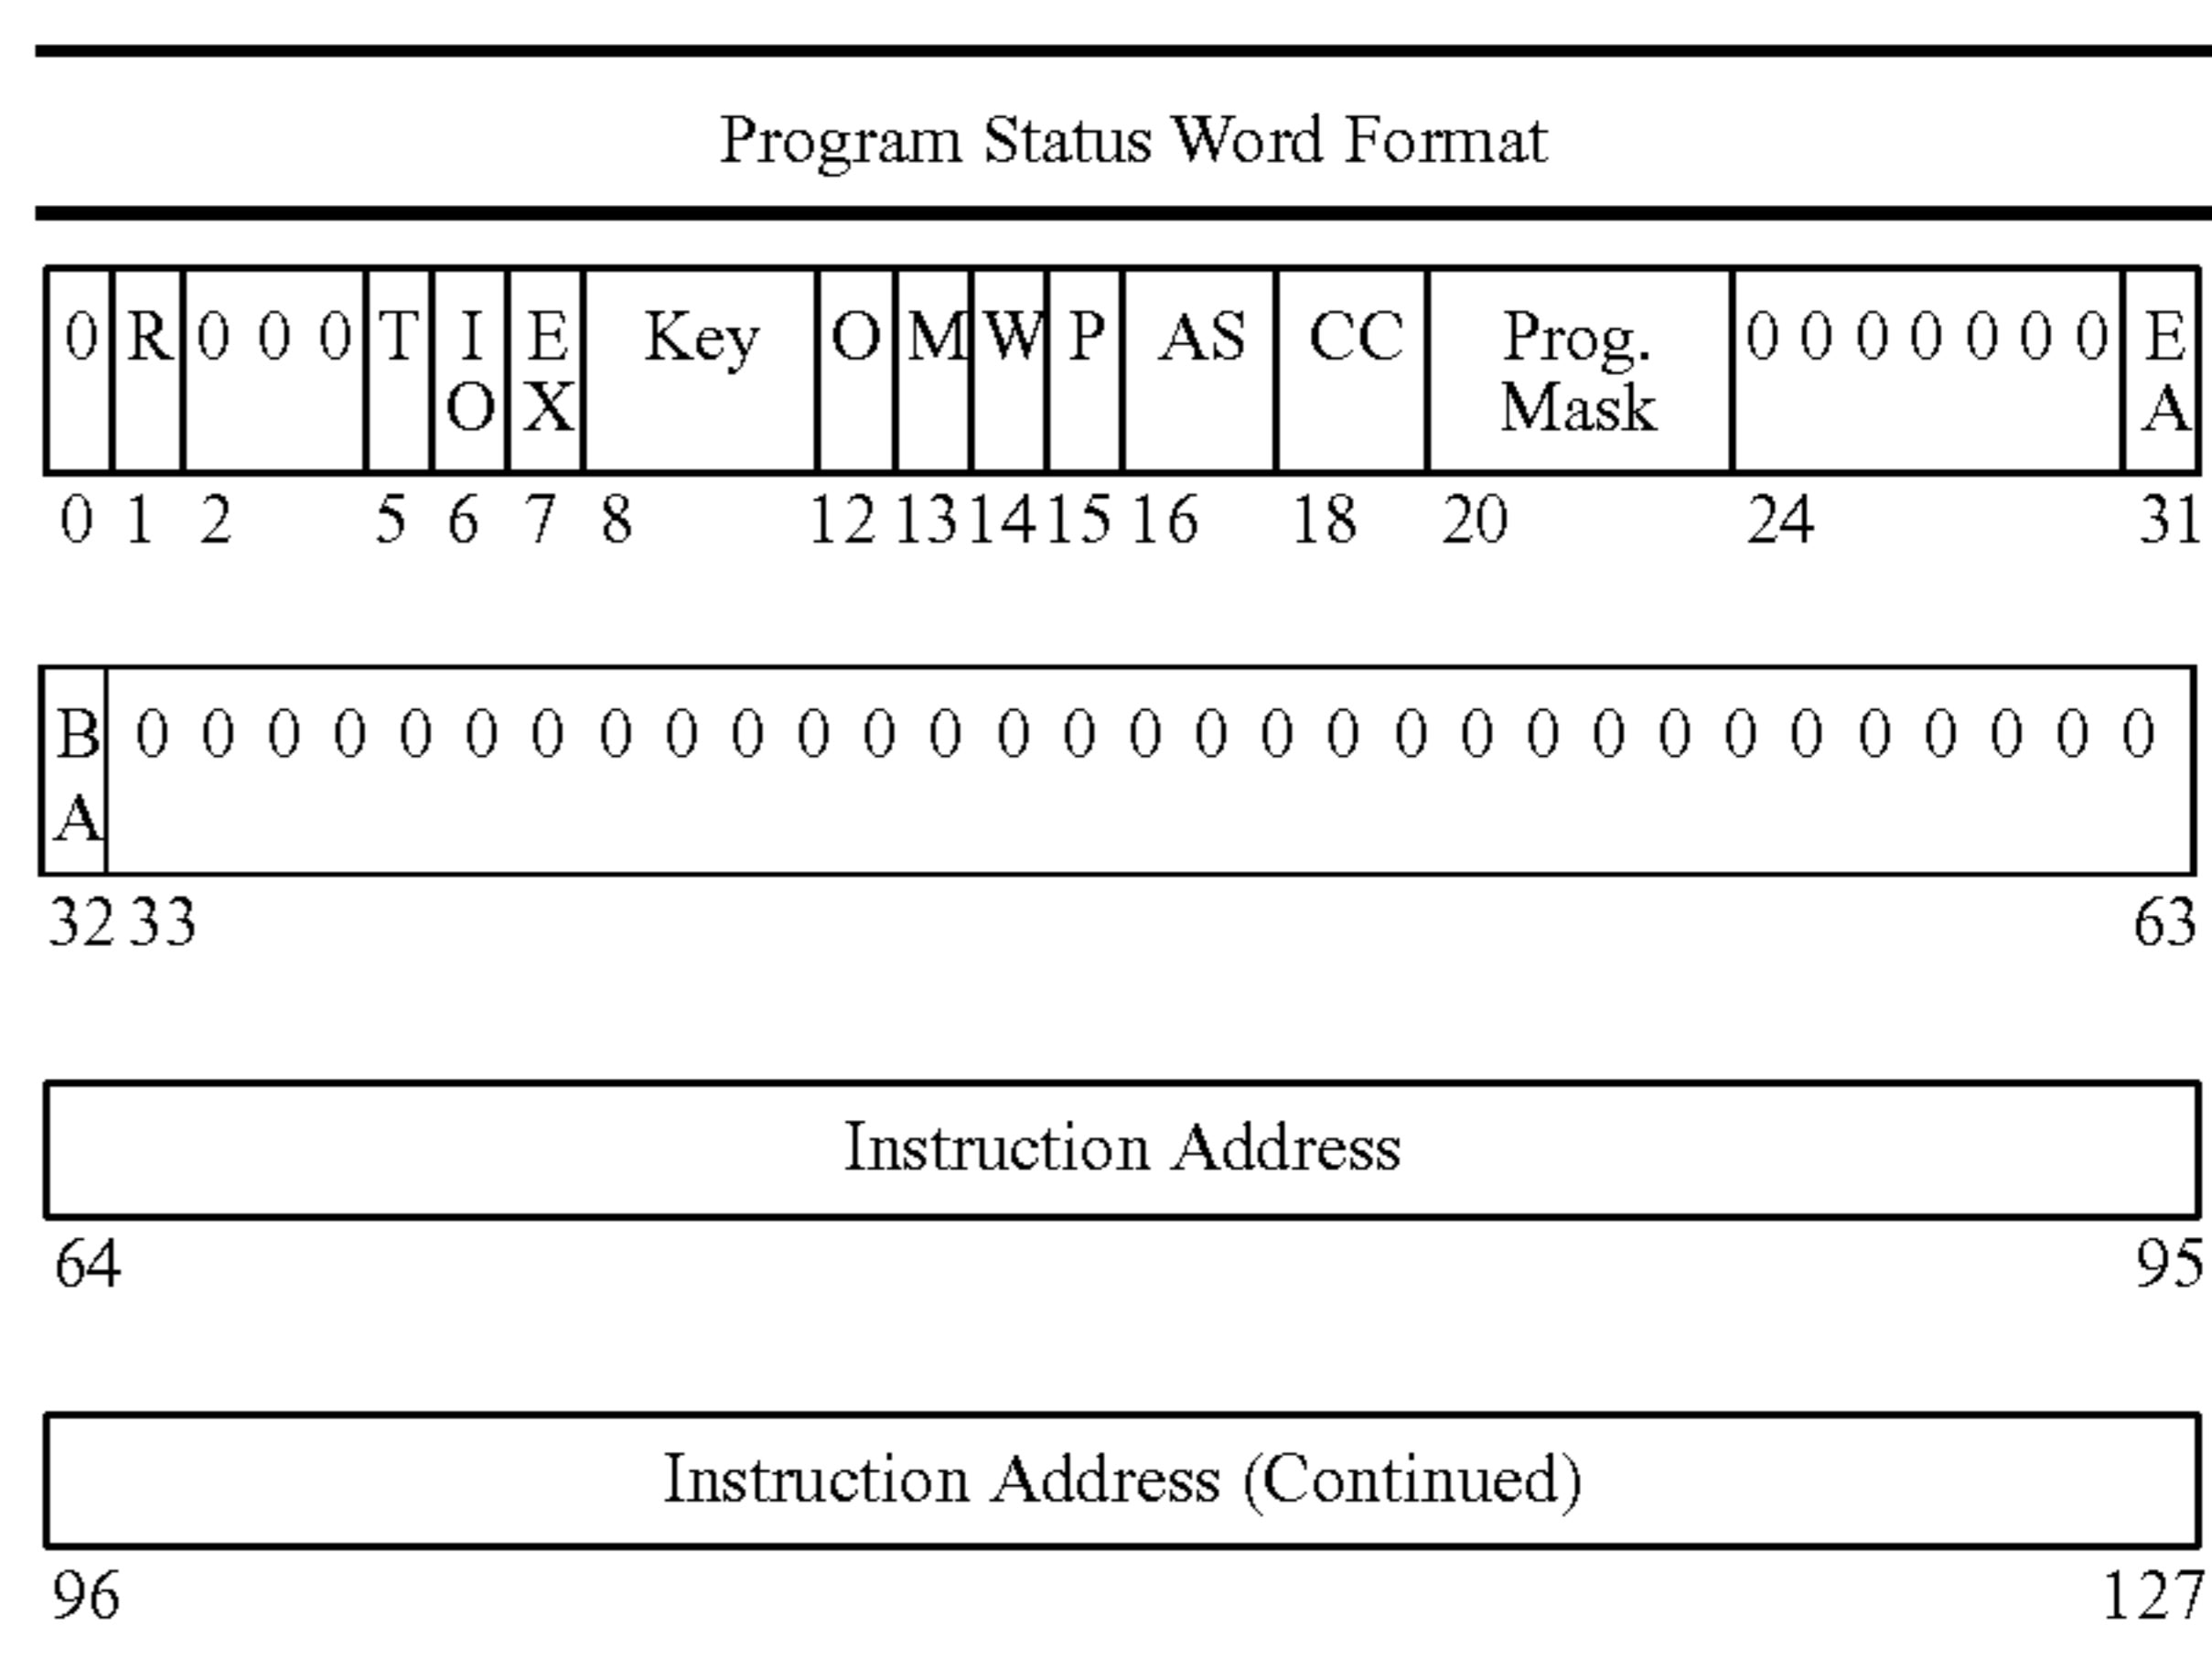 Program Status Word Format
0 R 0 0 0 T I E Key O M W P AS CC Prog. 0 0 0 0 0 0 0 E
O X Mask A
0 1 2 5 6 7 8 12 13 14 15 16 18 20 24 31
B 0 0 0 0 0 0 0 0 0 0 0 0 0 0 0 0 0 0 0 0 0 0 0 0 0 0 0 0 0 0 0
A
32 33 63
Instruction Address
64 95
Instruction Address (Continued)
96 127